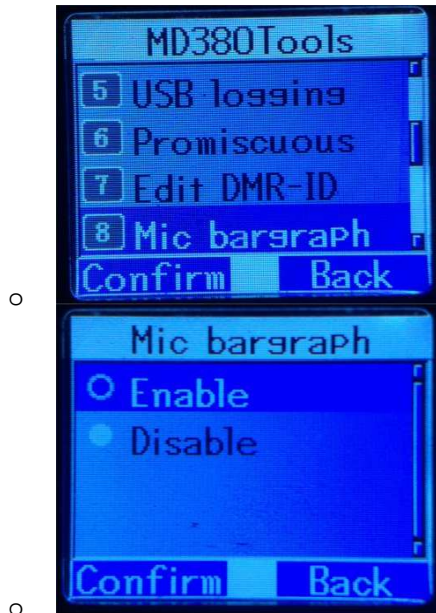 MD380Tools
5 USB logging
6 Promiscuous
7 Edit DMR-ID
8 Mic bargraph
Confirm Back
Mic bargraph
Enable
Disable
Confirm Back